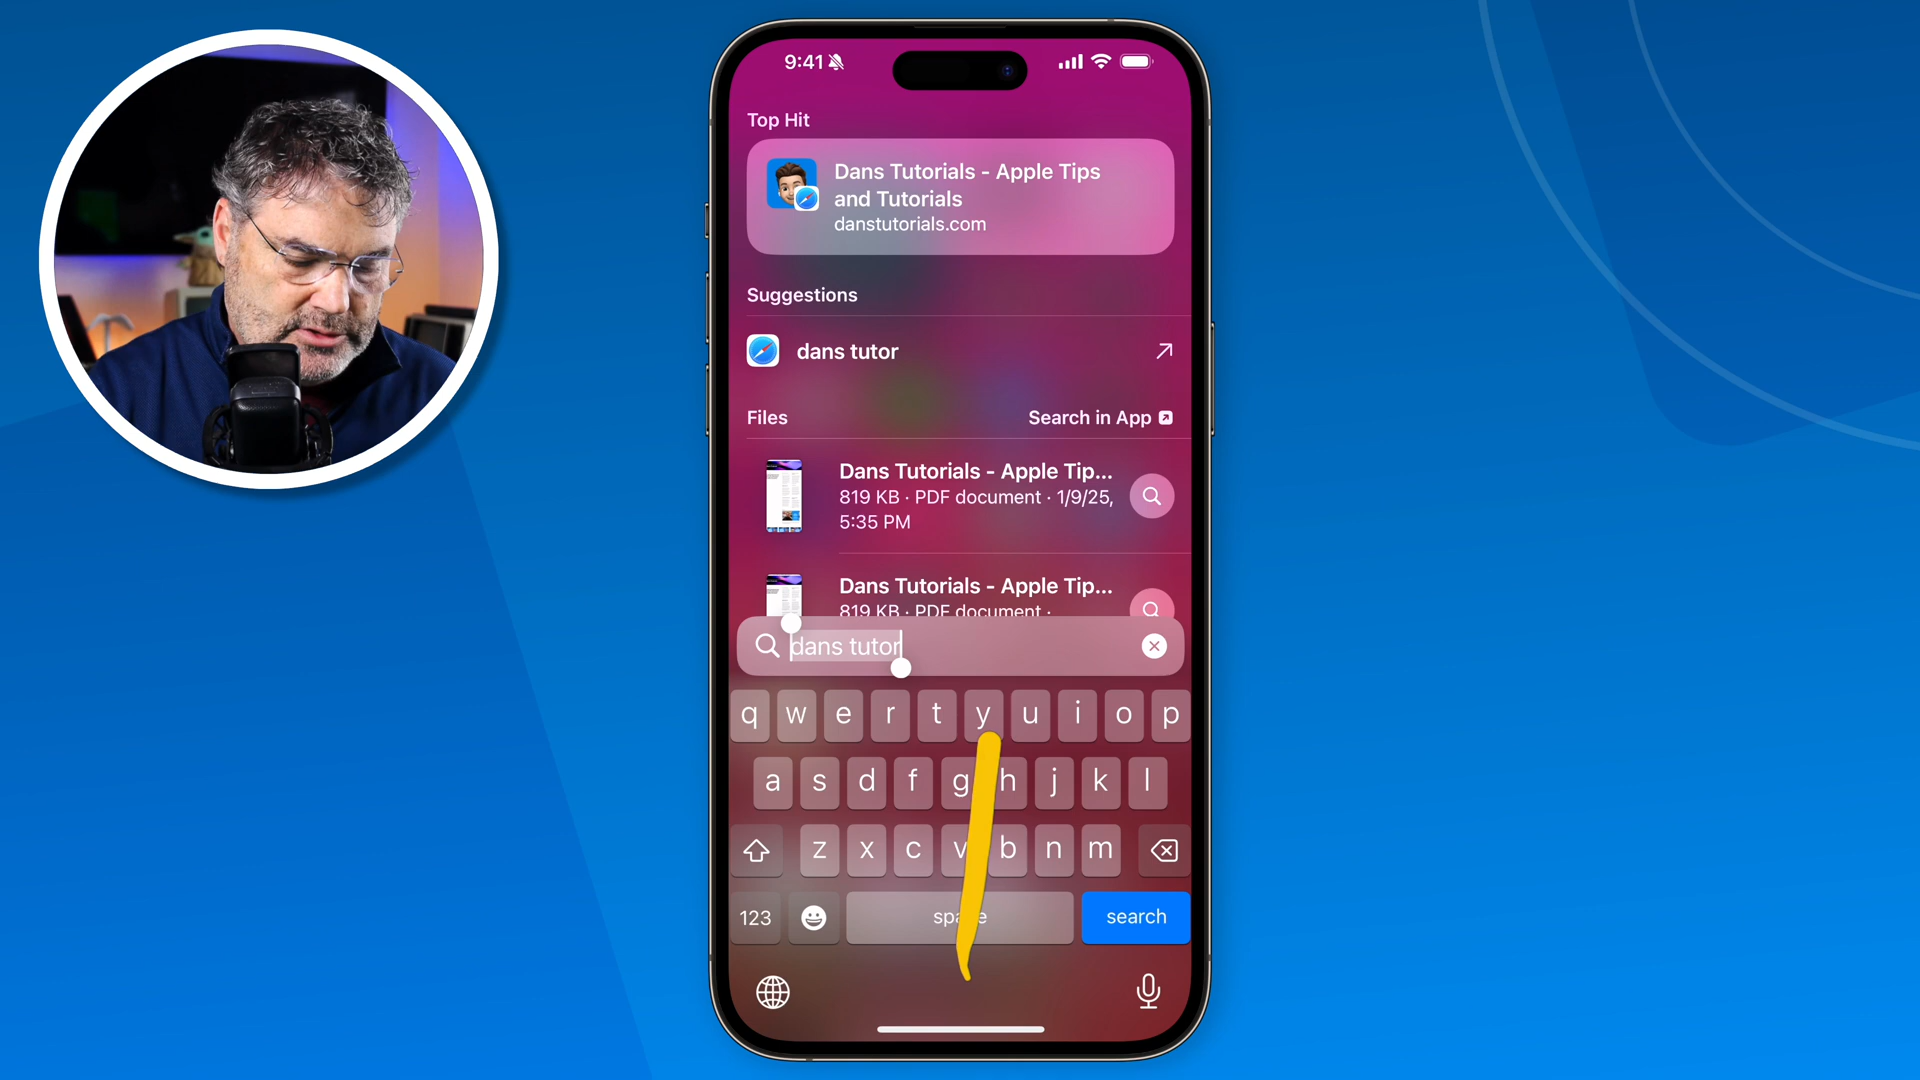 9:41
Top Hit
Dans Tutorials - Apple Tips
and Tutorials
danstutorials.com
Suggestions
dans tutor
Files
Search in App
Dans Tutorials - Apple Tip...
819 KB · PDF document · 1/9/25,
5:35 PM
Dans Tutorials - Apple Tip...
819 KB · PDF document ·
dans tutor
q w e r t y u i o p
a s d f g h j k l
z x c v b n m
123
space
search